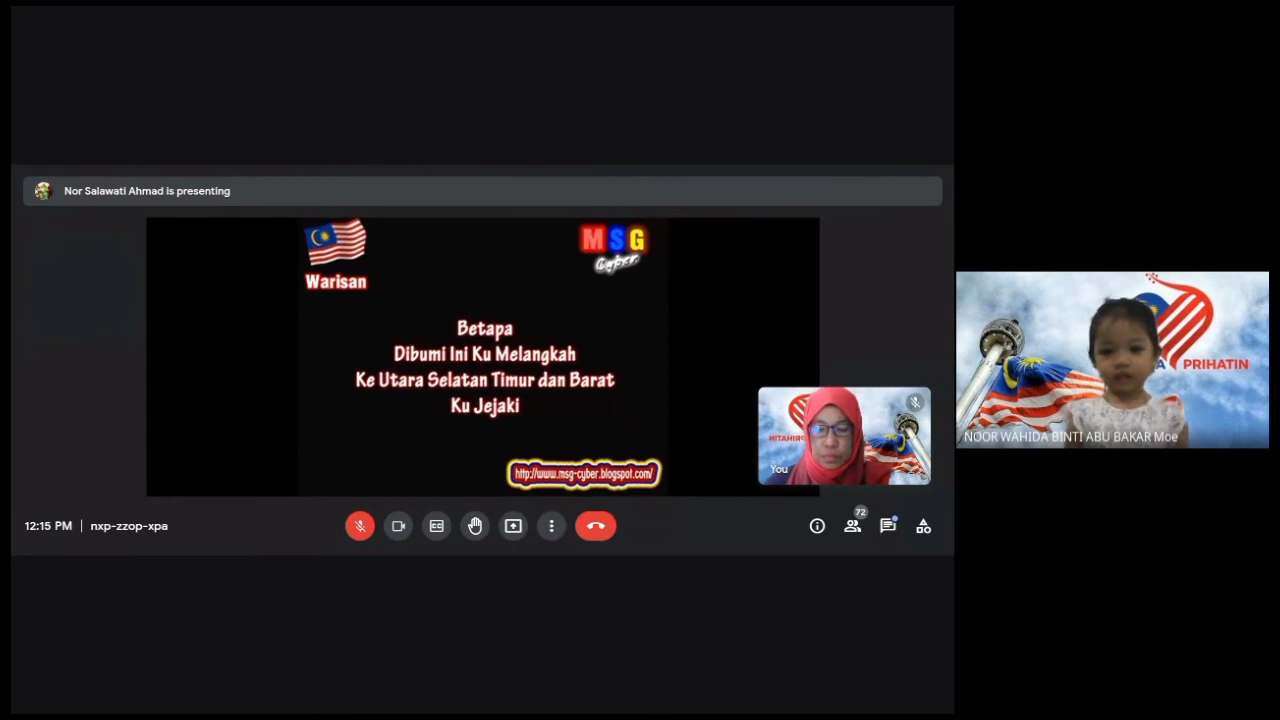 Nor Salawati Ahmad is presenting
Warisan
MSG
Cyber
Betapa
Dibumi Ini Ku Melangkah
Ke Utara Selatan Timur dan Barat
Ku Jejaki
http://www.msg-cyber.blogspot.com/
PRIHATIN
You
A PRIHATIN
NOOR WAHIDA BINTI ABU BAKAR Moe
12:15 PM | nxp-zzop-xpa
CC
72